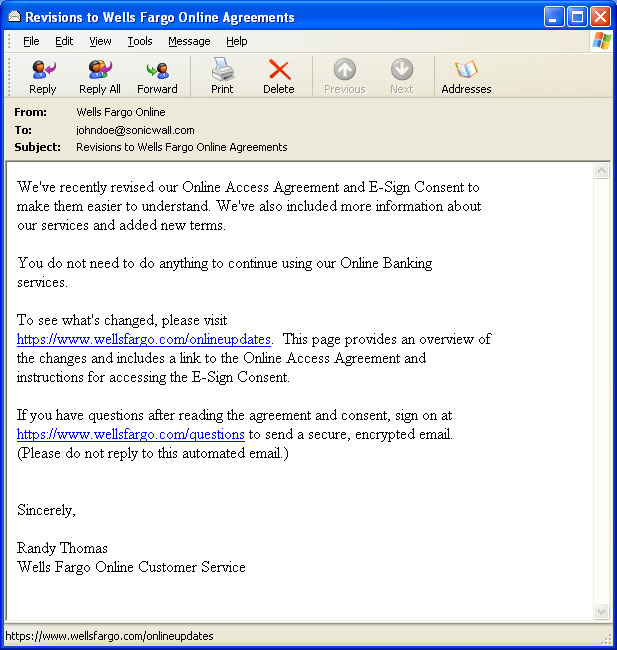 Revisions to Wells Fargo Online Agreements
File Edit View Tools Message Help
Reply Reply All Forward Print Delete Previous Next Addresses
From: Wells Fargo Online
To: johndoe@sonicwall.com
Subject: Revisions to Wells Fargo Online Agreements
We've recently revised our Online Access Agreement and E-Sign Consent to
make them easier to understand. We've also included more information about
our services and added new terms.
You do not need to do anything to continue using our Online Banking
services.
To see what's changed, please visit
https://www.wellsfargo.com/onlineupdates.  This page provides an overview of
the changes and includes a link to the Online Access Agreement and
instructions for accessing the E-Sign Consent.
If you have questions after reading the agreement and consent, sign on at
https://www.wellsfargo.com/questions to send a secure, encrypted email.
(Please do not reply to this automated email.)
Sincerely,
Randy Thomas
Wells Fargo Online Customer Service
https://www.wellsfargo.com/onlineupdates